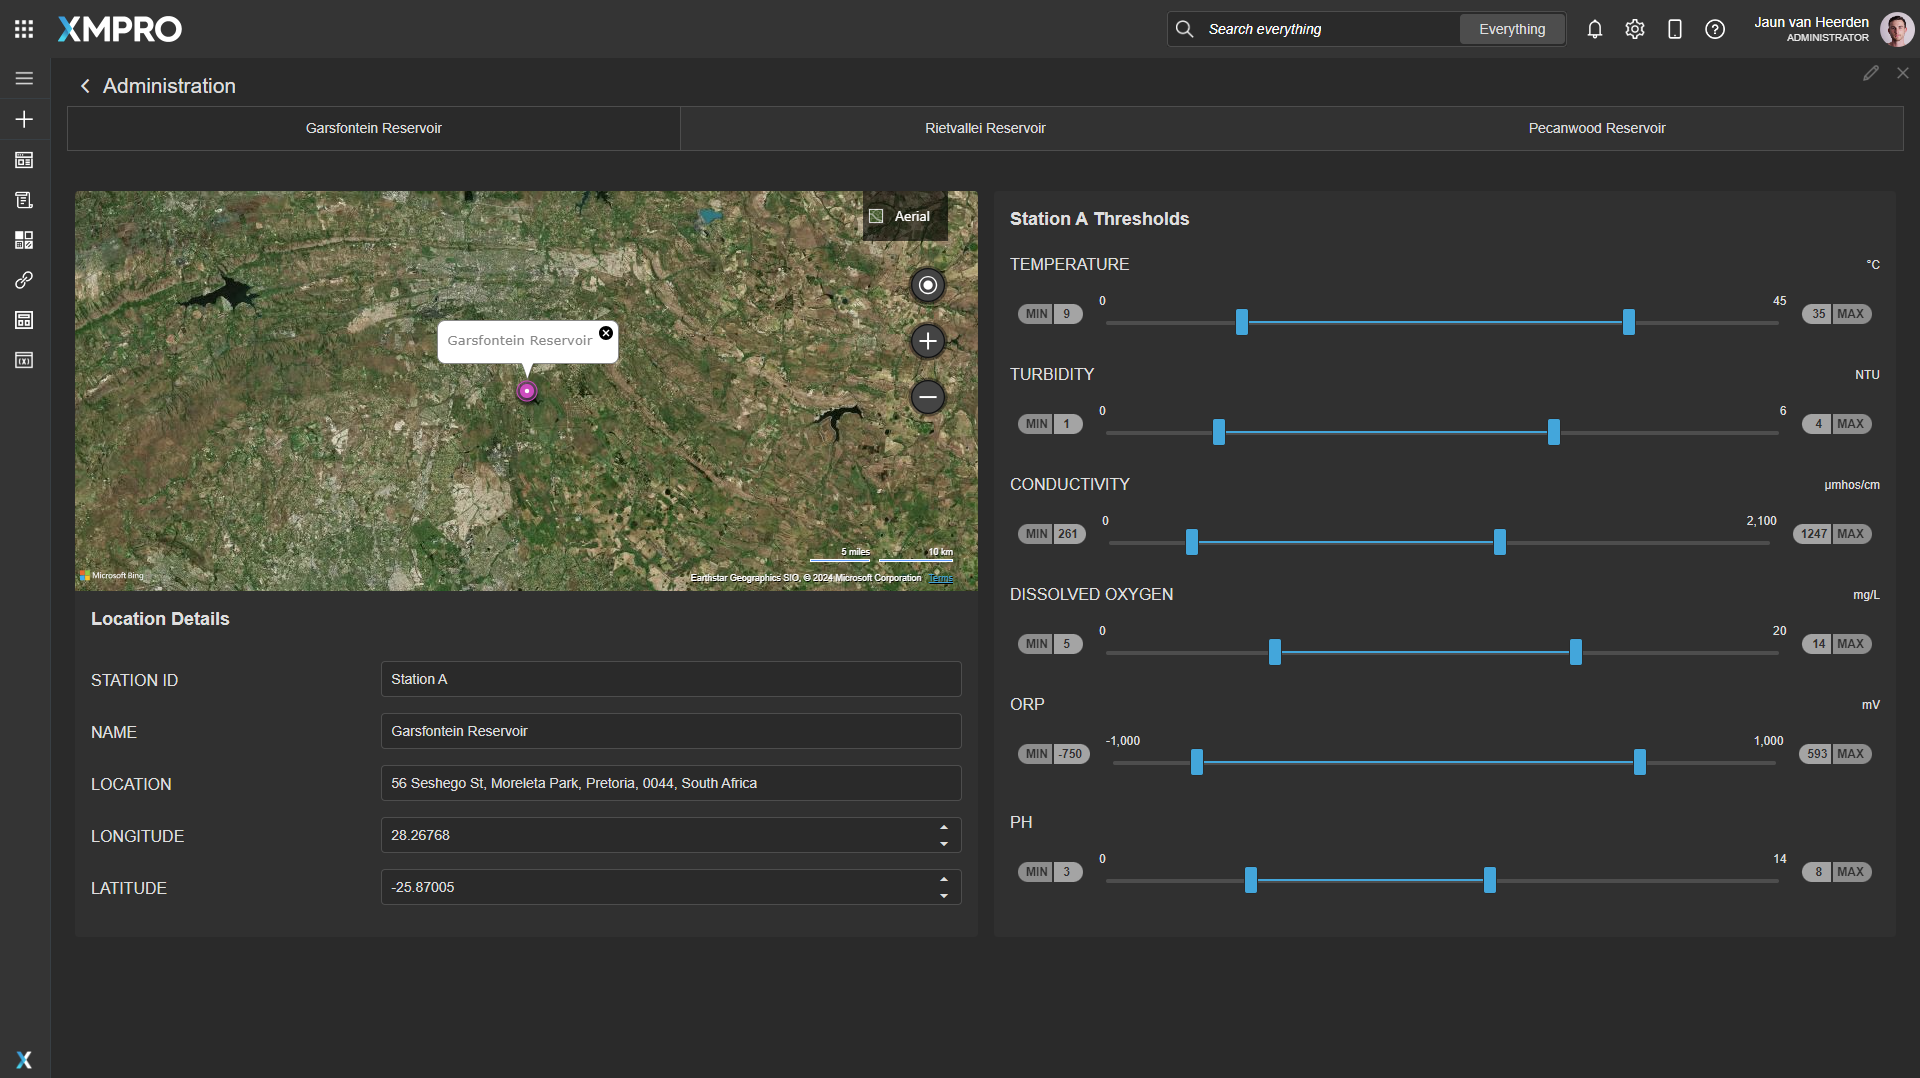 XMPRO
Search everything
Everything
Jaun van Heerden
ADMINISTRATOR
Administration
Garsfontein Reservoir
Rietvallei Reservoir
Pecanwood Reservoir
Aerial
Garsfontein Reservoir
5 miles
10 km
Microsoft Bing
Earthstar Geographics SIO, © 2024 Microsoft Corporation Terms
Location Details
STATION ID
Station A
NAME
Garsfontein Reservoir
LOCATION
56 Seshego St, Moreleta Park, Pretoria, 0044, South Africa
LONGITUDE
28.26768
LATITUDE
-25.87005
Station A Thresholds
TEMPERATURE
°C
MIN 9
0
45
35 MAX
TURBIDITY
NTU
MIN 1
0
6
4 MAX
CONDUCTIVITY
µmhos/cm
MIN 261
0
2,100
1247 MAX
DISSOLVED OXYGEN
mg/L
MIN 5
0
20
14 MAX
ORP
mV
MIN -750
-1,000
1,000
593 MAX
PH
MIN 3
0
14
8 MAX
X